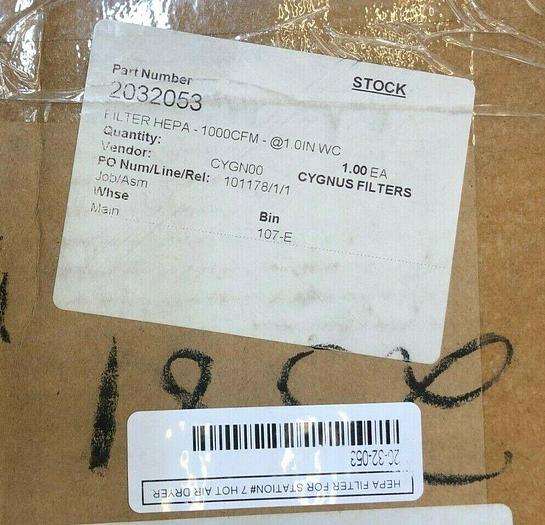 STOCK
Part Number
2032053
FILTER HEPA - 1000CFM - @1.0IN WC
Quantity: 1.00 EA
Vendor: CYGN00 CYGNUS FILTERS
PO Num/Line/Rel: 101178/1/1
Job/Asm
Whse Bin
Main 107-E
20-32-053
HEPA FILTER FOR STATION# 7 HOT AIR DRYER